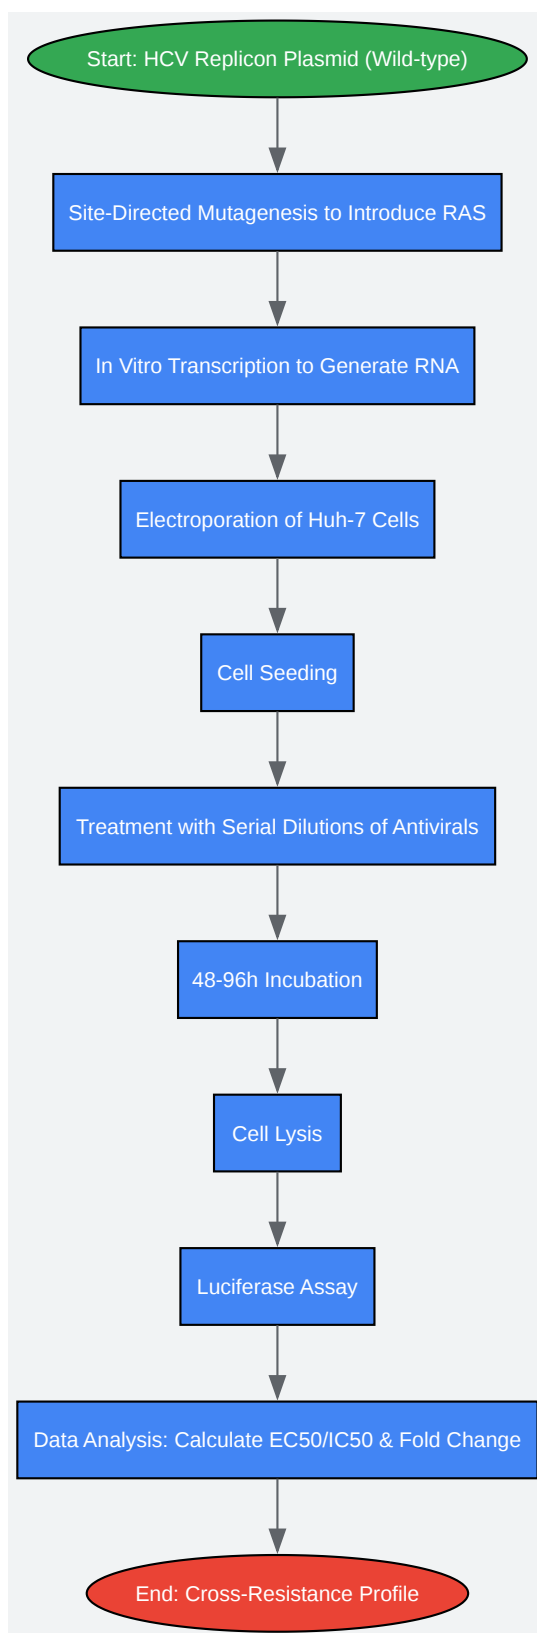 Start: HCV Replicon Plasmid (Wild-type)
Site-Directed Mutagenesis to Introduce RAS
In Vitro Transcription to Generate RNA
Electroporation of Huh-7 Cells
Cell Seeding
Treatment with Serial Dilutions of Antivirals
48-96h Incubation
Cell Lysis
Luciferase Assay
Data Analysis: Calculate EC50/IC50 & Fold Change
End: Cross-Resistance Profile